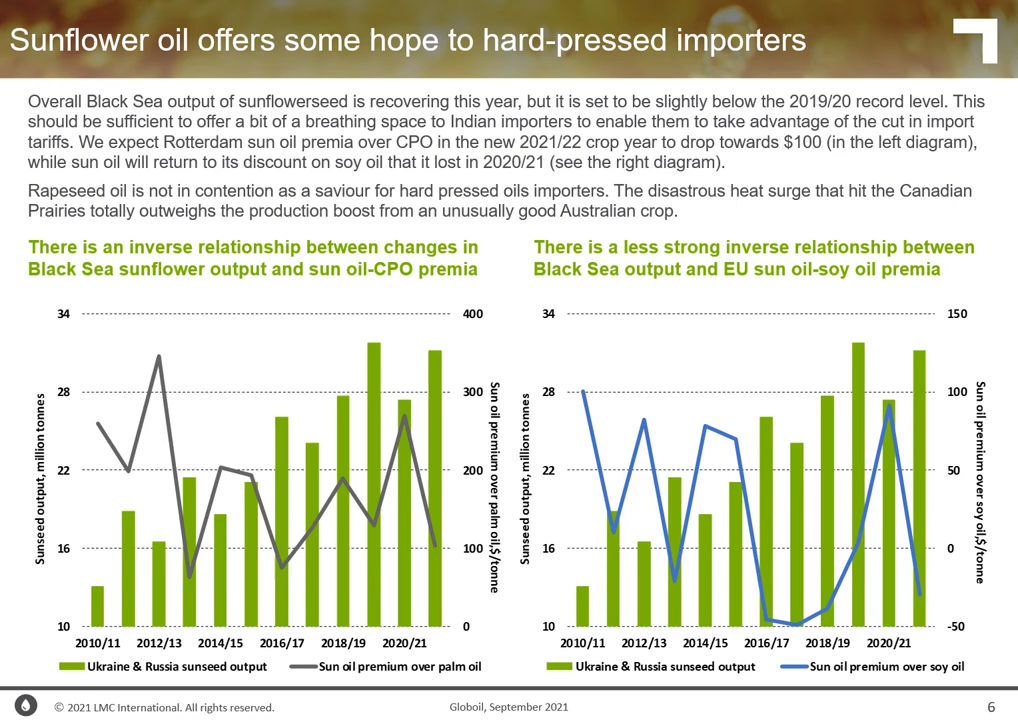 Sunflower oil offers some hope to hard-pressed importers
Overall Black Sea output of sunflowerseed is recovering this year, but it is set to be slightly below the 2019/20 record level. This
should be sufficient to offer a bit of a breathing space to Indian importers to enable them to take advantage of the cut in import
tariffs. We expect Rotterdam sun oil premia over CPO in the new 2021/22 crop year to drop towards $100 (in the left diagram),
while sun oil will return to its discount on soy oil that it lost in 2020/21 (see the right diagram).
Rapeseed oil is not in contention as a saviour for hard pressed oils importers. The disastrous heat surge that hit the Canadian
Prairies totally outweighs the production boost from an unusually good Australian crop.
There is an inverse relationship between changes in
Black Sea sunflower output and sun oil-CPO premia
34
28
22
16
10
Sunseed output, million tonnes
400
300
200
100
0
Sun oil premium over palm oil,$/tonne
2010/11
2012/13
2014/15
2016/17
2018/19
2020/21
Ukraine & Russia sunseed output
Sun oil premium over palm oil
There is a less strong inverse relationship between
Black Sea output and EU sun oil-soy oil premia
34
28
22
16
10
Sunseed output, million tonnes
150
100
50
0
-50
Sun oil premium over soy oil,$/tonne
2010/11
2012/13
2014/15
2016/17
2018/19
2020/21
Ukraine & Russia sunseed output
Sun oil premium over soy oil
© 2021 LMC International. All rights reserved.
Globoil, September 2021
6